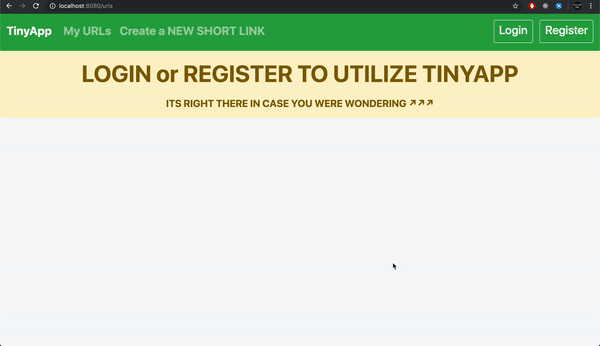 localhost:8080/urls
TinyApp My URLs Create a NEW SHORT LINK Login Register
LOGIN or REGISTER TO UTILIZE TINYAPP
ITS RIGHT THERE IN CASE YOU WERE WONDERING ↗↗↗